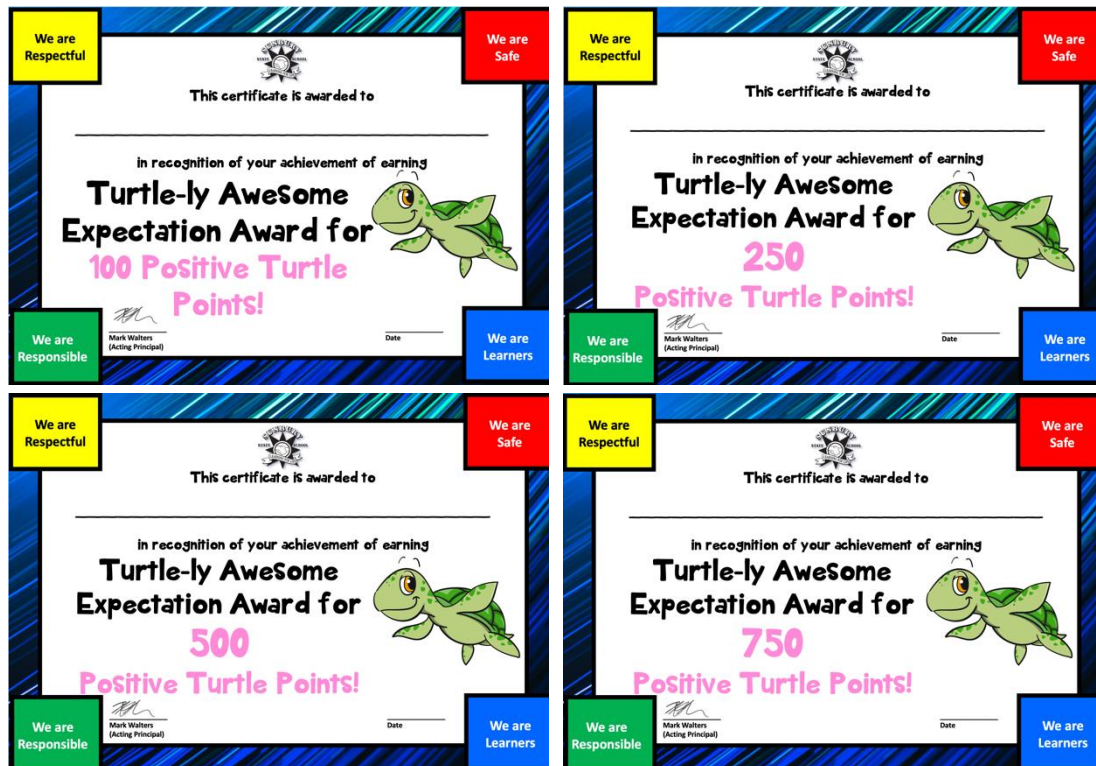 We are
Respectful
We are
Safe
STATE SCHOOL
This certificate is awarded to
in recognition of your achievement of earning
Turtle-ly Awesome
Expectation Award for
100 Positive Turtle
Points!
Mark Walters
(Acting Principal)
Date
We are
Responsible
We are
Learners
We are
Respectful
We are
Safe
STATE SCHOOL
This certificate is awarded to
in recognition of your achievement of earning
Turtle-ly Awesome
Expectation Award for
250
Positive Turtle Points!
Mark Walters
(Acting Principal)
Date
We are
Responsible
We are
Learners
We are
Respectful
We are
Safe
STATE SCHOOL
This certificate is awarded to
in recognition of your achievement of earning
Turtle-ly Awesome
Expectation Award for
500
Positive Turtle Points!
Mark Walters
(Acting Principal)
Date
We are
Responsible
We are
Learners
We are
Respectful
We are
Safe
STATE SCHOOL
This certificate is awarded to
in recognition of your achievement of earning
Turtle-ly Awesome
Expectation Award for
750
Positive Turtle Points!
Mark Walters
(Acting Principal)
Date
We are
Responsible
We are
Learners